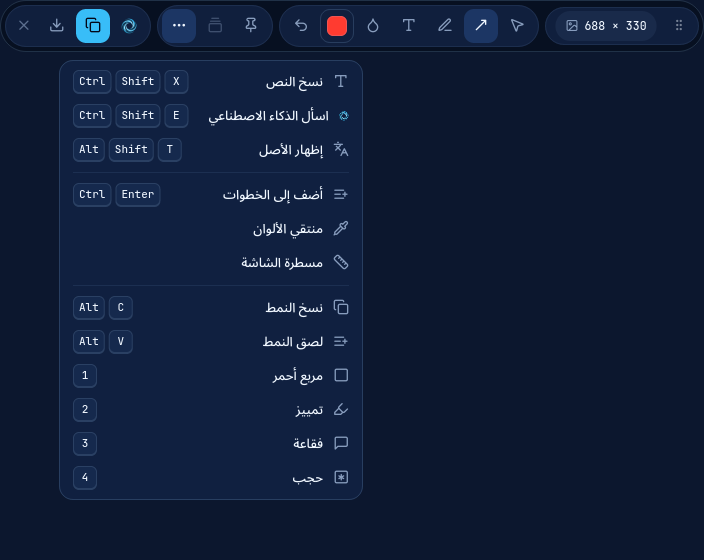 688 × 330
نسخ النص Ctrl Shift X
اسأل الذكاء الاصطناعي Ctrl Shift E
إظهار الأصل Alt Shift T
أضف إلى الخطوات Ctrl Enter
منتقي الألوان
مسطرة الشاشة
نسخ النمط Alt C
لصق النمط Alt V
مربع أحمر 1
تمييز 2
فقاعة 3
حجب 4